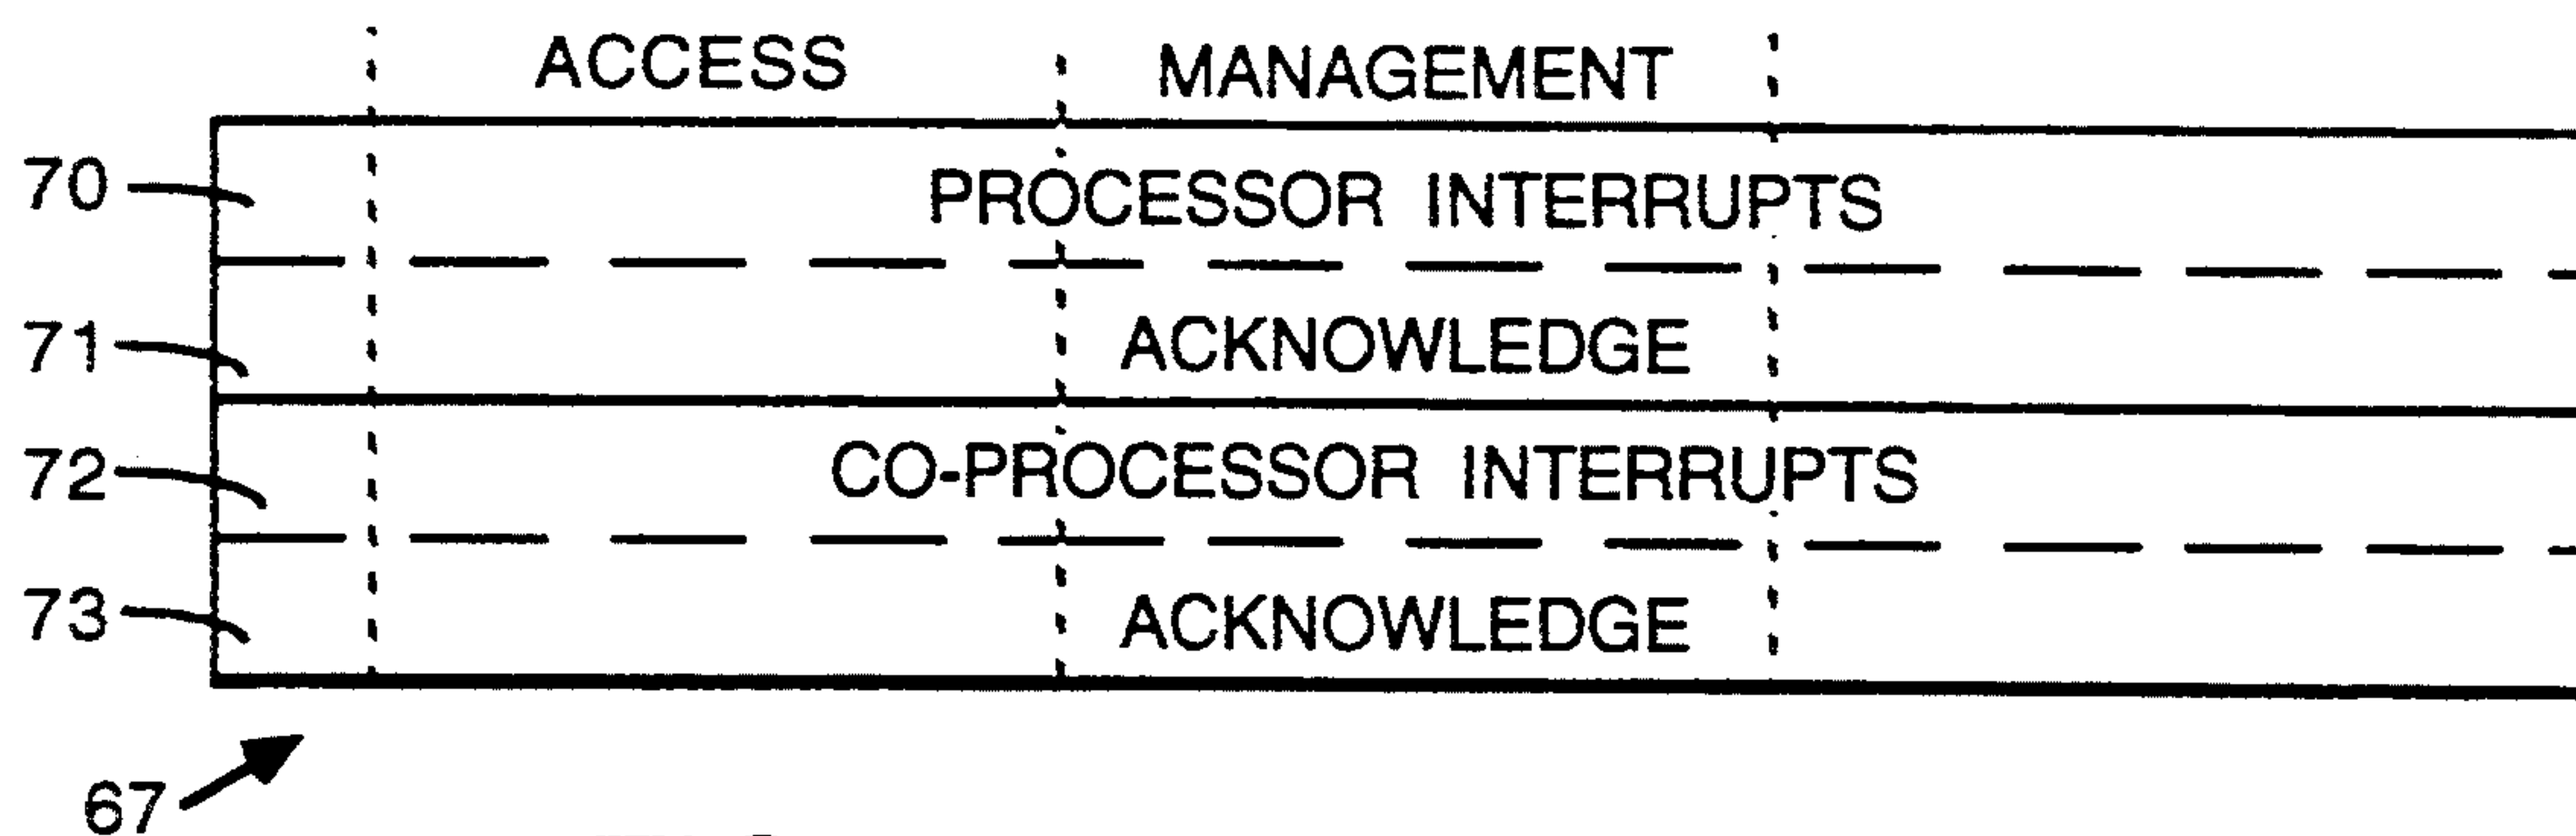 ACCESS MANAGEMENT
70 PROCESSOR INTERRUPTS
71 ACKNOWLEDGE
72 CO-PROCESSOR INTERRUPTS
73 ACKNOWLEDGE
67